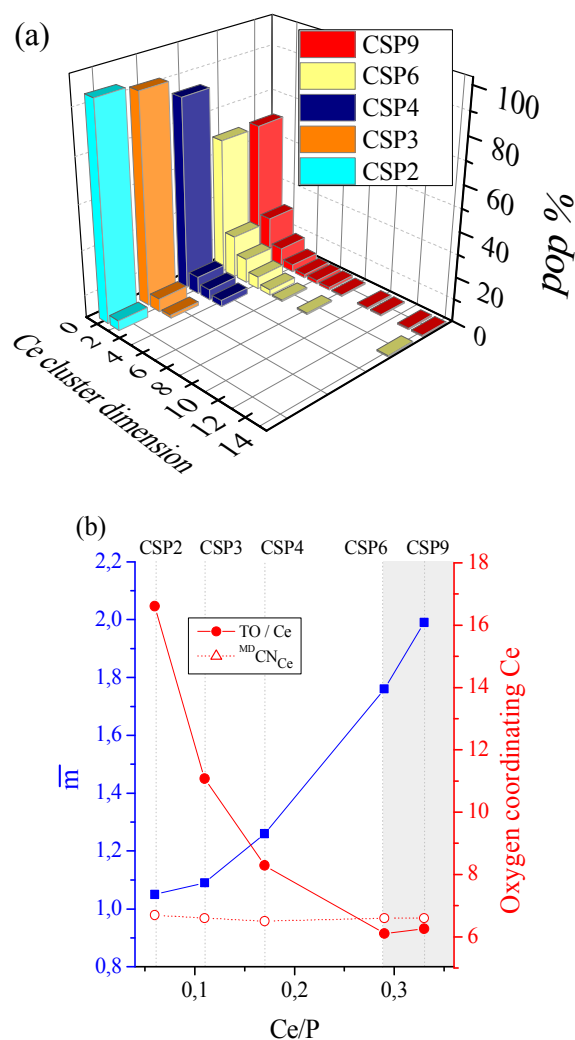 (a)
CSP9
CSP6
CSP4
CSP3
CSP2
100
80
60
40
20
0
% pop
0
2
4
6
8
10
12
14
Ce cluster dimension
(b)
CSP2 CSP3 CSP4 CSP6 CSP9
2,2
2,0
1,8
1,6
1,4
1,2
1,0
0,8
m̅
TO / Ce
MDCNCe
18
16
14
12
10
8
6
4
Oxygen coordinating Ce
0,1 0,2 0,3
Ce/P